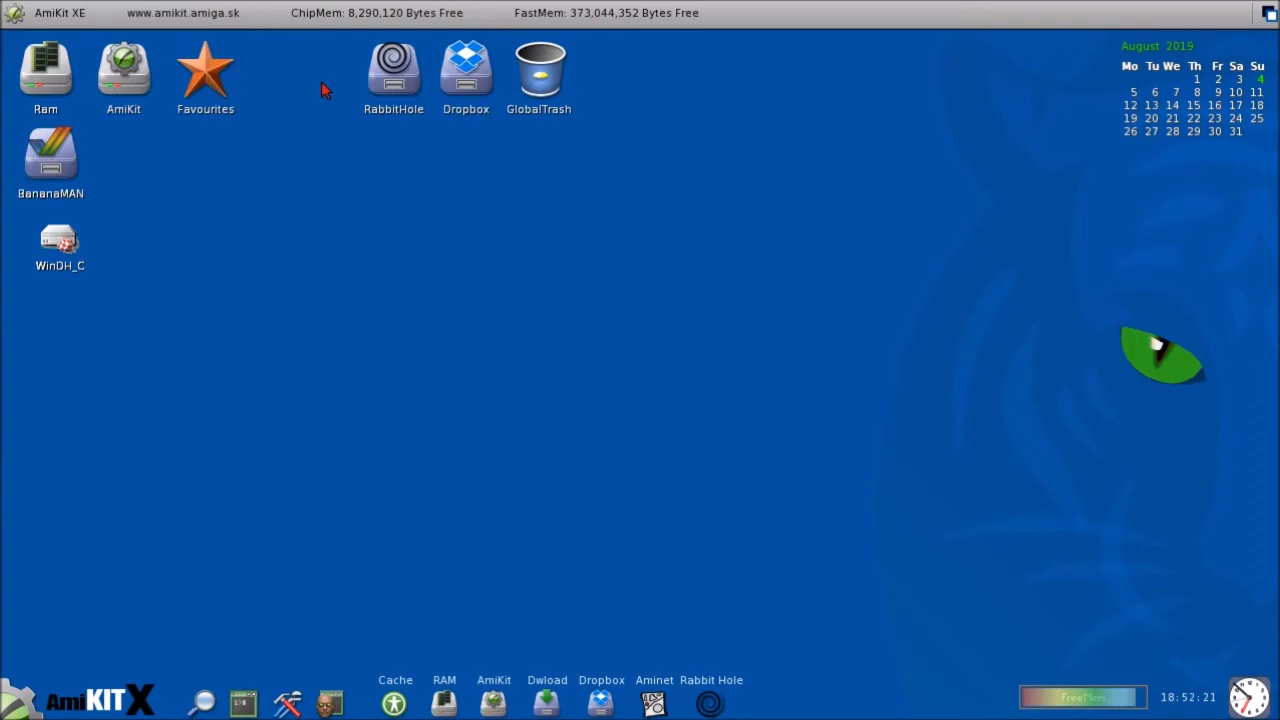 AmiKit XE www.amikit.amiga.sk ChipMem: 8,290,120 Bytes Free FastMem: 373,044,352 Bytes Free
Ram AmiKit Favourites RabbitHole Dropbox GlobalTrash
BananaMAN
WinDH_C
August 2019
Mo Tu We Th Fr Sa Su
1 2 3 4
5 6 7 8 9 10 11
12 13 14 15 16 17 18
19 20 21 22 23 24 25
26 27 28 29 30 31
Cache RAM AmiKit Dwload Dropbox Aminet Rabbit Hole
AmiKIT X
FreeMem
18:52:21